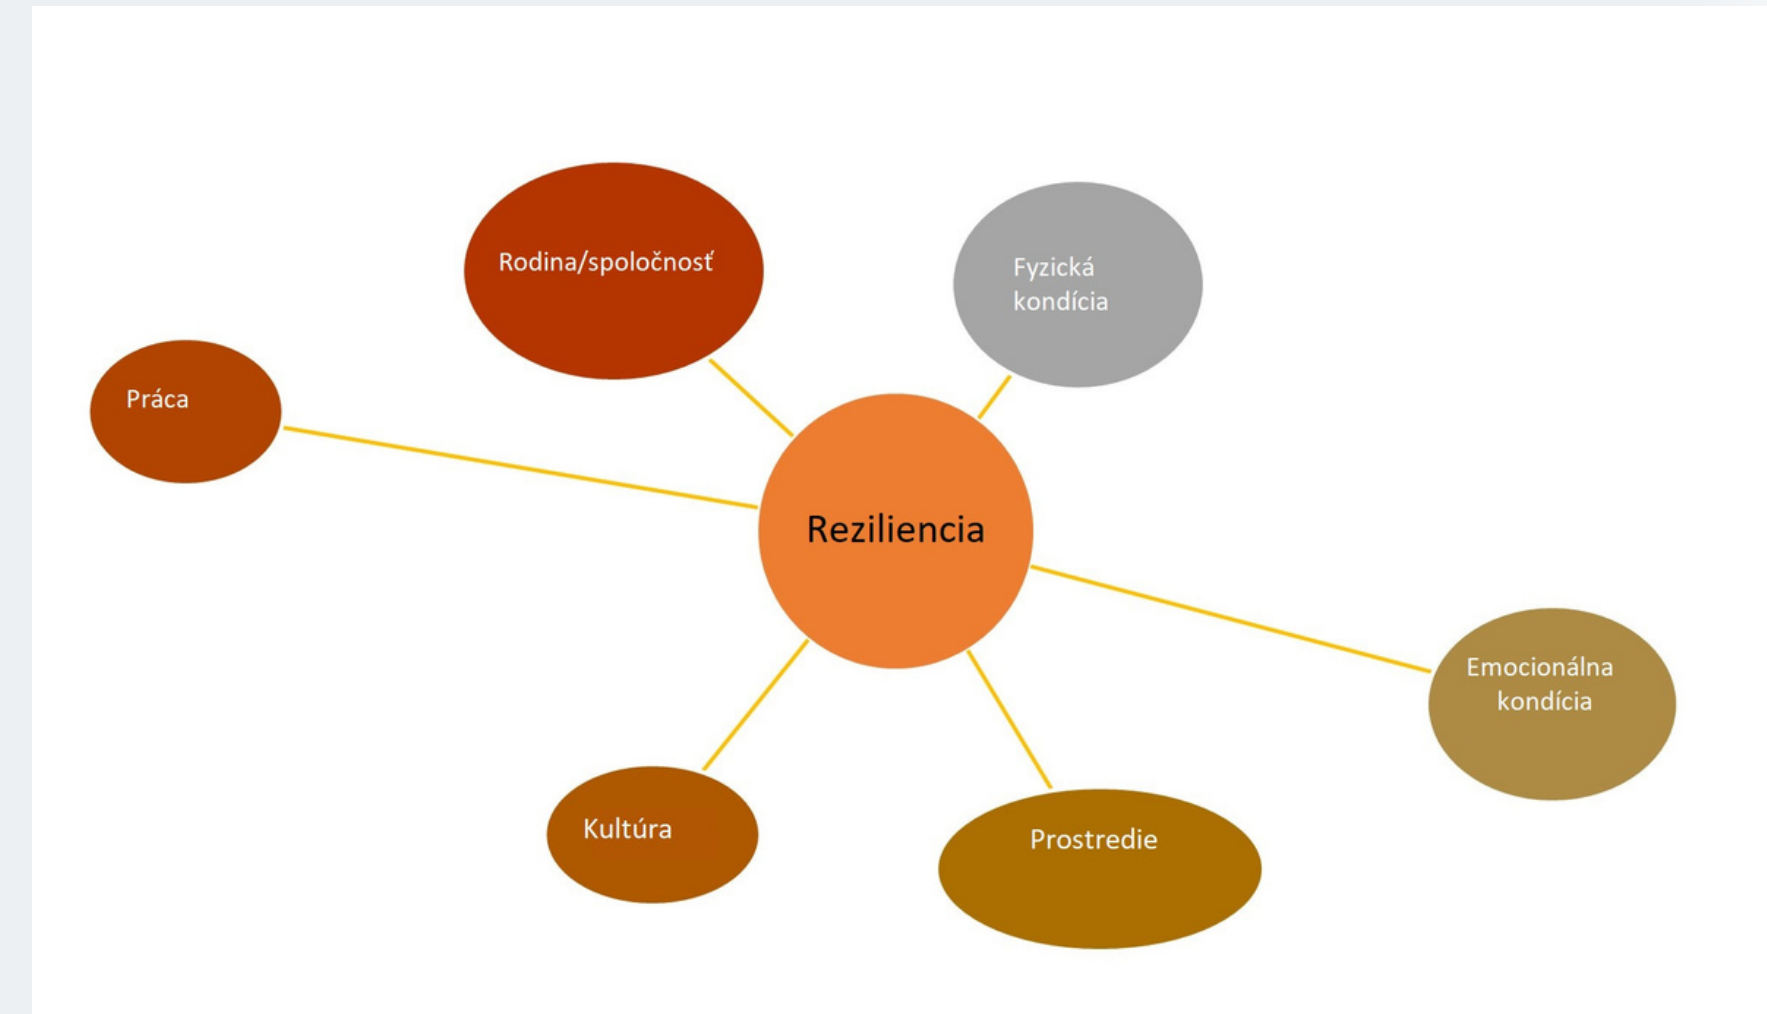 Rodina/spoločnosť
Fyzická
kondícia
Práca
Reziliencia
Emocionálna
kondícia
Kultúra
Prostredie